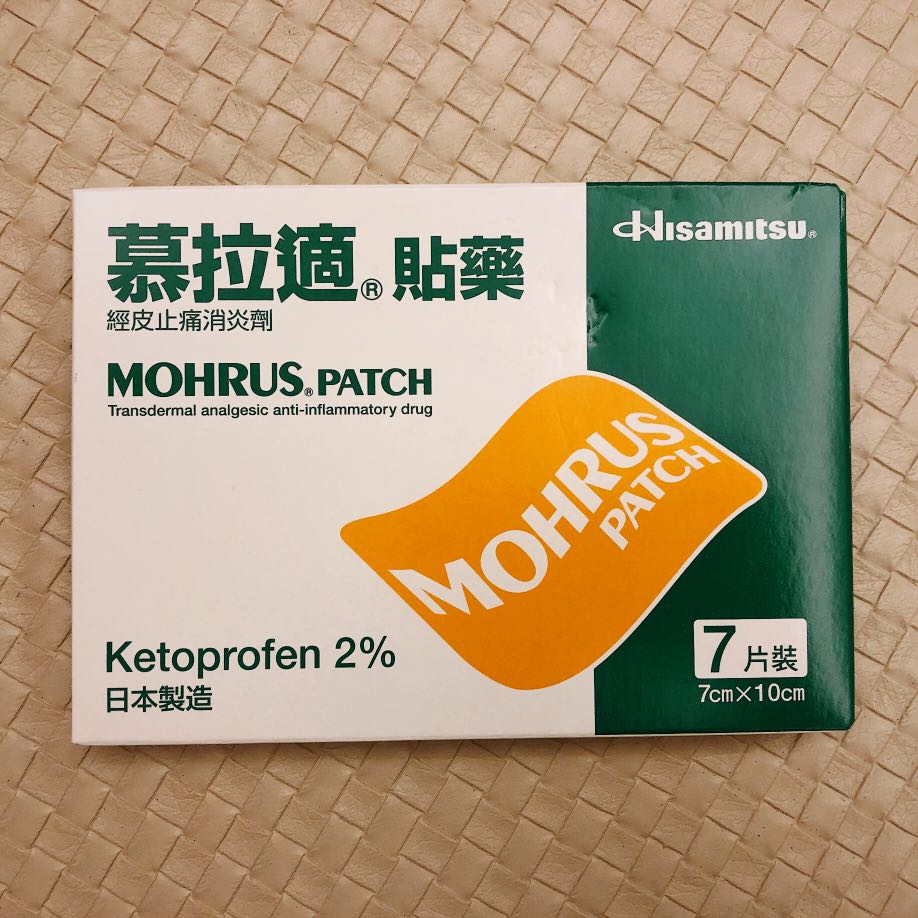 慕拉適® 貼藥
經皮止痛消炎劑
MOHRUS® PATCH
Transdermal analgesic anti-inflammatory drug
Hisamitsu®
MOHRUS
PATCH
Ketoprofen 2%
日本製造
7 片裝
7cm×10cm